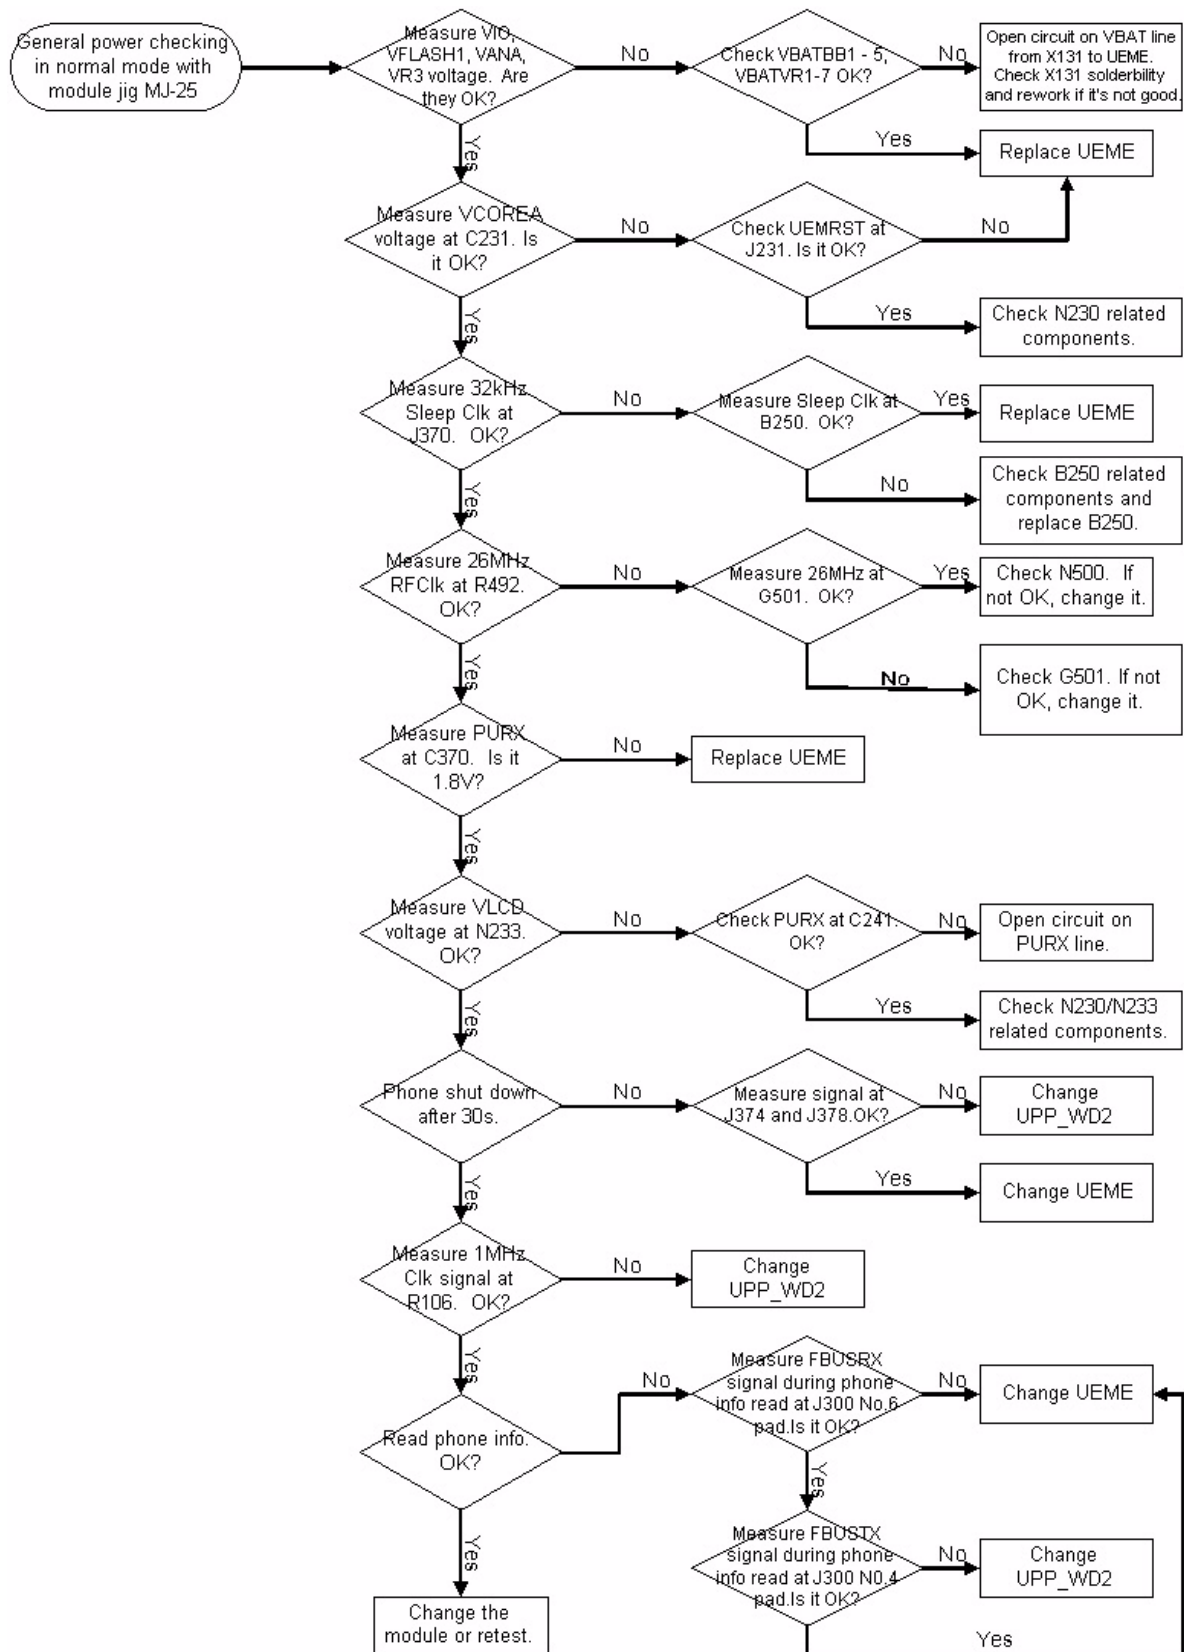 General power checking
in normal mode with
module jig MJ-25
Measure VIO,
VFLASH1, VANA,
VR3 voltage. Are
they OK?
No
Check VBATBB1 - 5,
VBATVR1-7 OK?
No
Open circuit on VBAT line
from X131 to UEME.
Check X131 solderbility
and rework if it's not good.
Yes
Replace UEME
Yes
Measure VCOREA
voltage at C231. Is
it OK?
No
Check UEMRST at
J231. Is it OK?
No
Yes
Check N230 related
components.
Yes
Measure 32kHz
Sleep Clk at
J370. OK?
No
Measure Sleep Clk at
B250. OK?
Yes
Replace UEME
No
Check B250 related
components and
replace B250.
Yes
Measure 26MHz
RFClk at R492.
OK?
No
Measure 26MHz at
G501. OK?
Yes
Check N500. If
not OK, change it.
No
Check G501. If not
OK, change it.
Yes
Measure PURX
at C370. Is it
1.8V?
No
Replace UEME
Yes
Measure VLCD
voltage at N233.
OK?
No
Check PURX at C241.
OK?
No
Open circuit on
PURX line.
Yes
Check N230/N233
related components.
Yes
Phone shut down
after 30s.
No
Measure signal at
J374 and J378.OK?
No
Change
UPP_WD2
Yes
Change UEME
Yes
Measure 1MHz
Clk signal at
R106. OK?
No
Change
UPP_WD2
Yes
Read phone info.
OK?
No
Measure FBUSRX
signal during phone
info read at J300 No.6
pad.Is it OK?
No
Change UEME
Yes
Measure FBUSTX
signal during phone
info read at J300 N0.4
pad.Is it OK?
No
Change
UPP_WD2
Yes
Yes
Change the
module or retest.